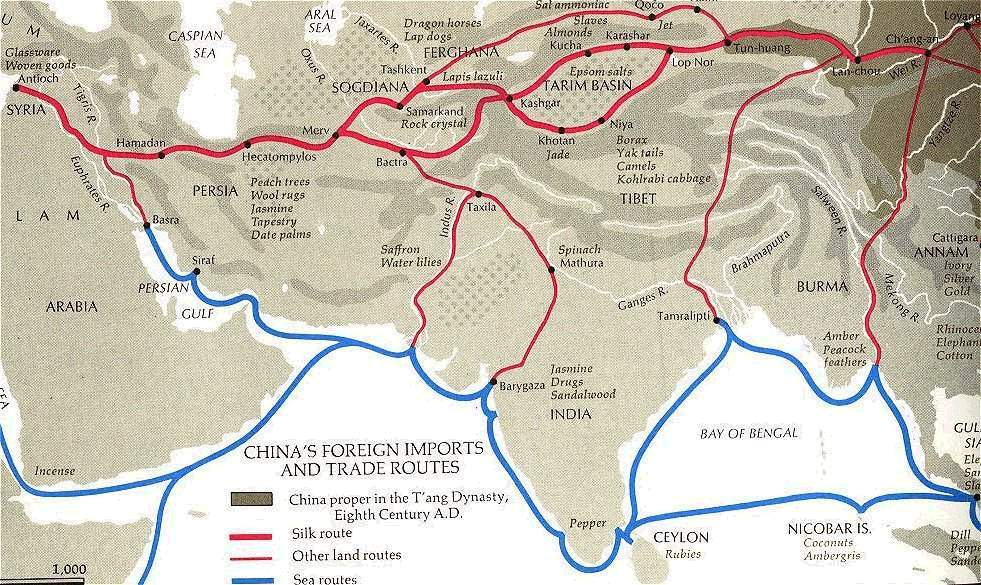 Sal ammoniac
Qočo
Slaves
Jet
ARAL
SEA
Jaxartes R.
Dragon horses
Lap dogs
FERGHANA
Almonds
Kucha
Karashar
Tun-huang
Lop Nor
Loyang
Ch'ang-an
Lan-chou
Wei R.
Yangtze R.
U M
Glassware
Woven goods
Antioch
SYRIA
CASPIAN
SEA
Oxus R.
Tashkent
SOGDIANA
Lapis lazuli
Samarkand
Rock crystal
Epsom salts
TARIM BASIN
Kashgar
Khotan
Jade
Niya
Borax
Yak tails
Camels
Kohlrabi cabbage
TIBET
Tigris R.
Euphrates R.
Hamadan
Hecatompylos
Merv
Bactra
PERSIA
Peach trees
Wool rugs
Jasmine
Tapestry
Date palms
L A M
Basra
Siraf
PERSIAN
GULF
ARABIA
Indus R.
Taxila
Saffron
Water lilies
Spinach
Mathura
Salween R.
Brahmaputra
Ganges R.
Tamralipti
BURMA
Mekong R.
Cattigara
ANNAM
Ivory
Silver
Gold
Amber
Peacock
feathers
Cotton
Barygaza
Jasmine
Drugs
Sandalwood
INDIA
BAY OF BENGAL
Incense
Pepper
CEYLON
Rubies
NICOBAR IS.
Coconuts
Ambergris
Dill
CHINA'S FOREIGN IMPORTS
AND TRADE ROUTES
China proper in the T'ang Dynasty,
Eighth Century A.D.
Silk route
Other land routes
Sea routes
1,000